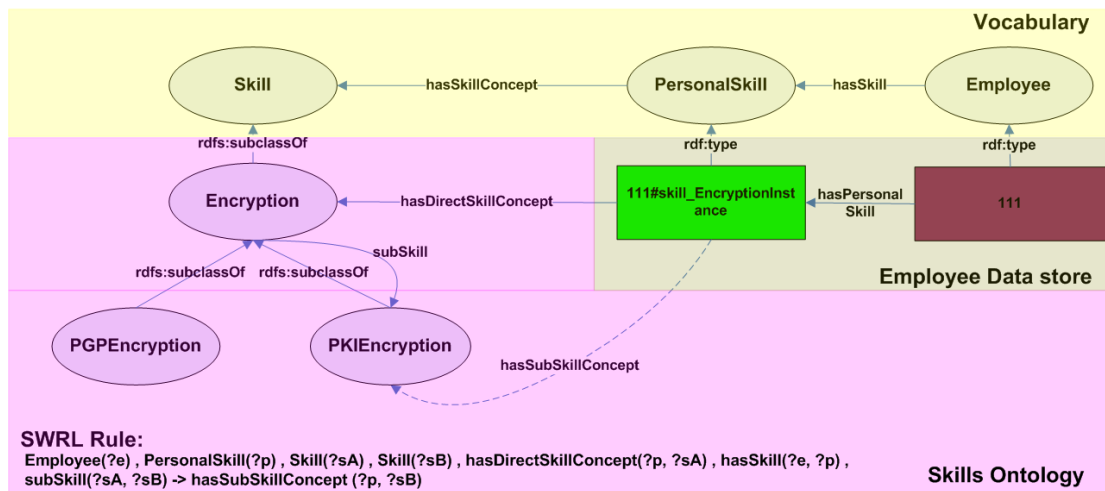 Vocabulary
Skill
hasSkillConcept
PersonalSkill
hasSkill
Employee
rdfs:subclassOf
rdf:type
rdf:type
Encryption
hasDirectSkillConcept
111#skill_EncryptionInst
ance
hasPersonal
Skill
111
subSkill
rdfs:subclassOf
rdfs:subclassOf
Employee Data store
PGPEncryption
PKIEncryption
hasSubSkillConcept
SWRL Rule:
Employee(?e) , PersonalSkill(?p) , Skill(?sA) , Skill(?sB) , hasDirectSkillConcept(?p, ?sA) , hasSkill(?e, ?p) ,
subSkill(?sA, ?sB) -> hasSubSkillConcept (?p, ?sB)
Skills Ontology